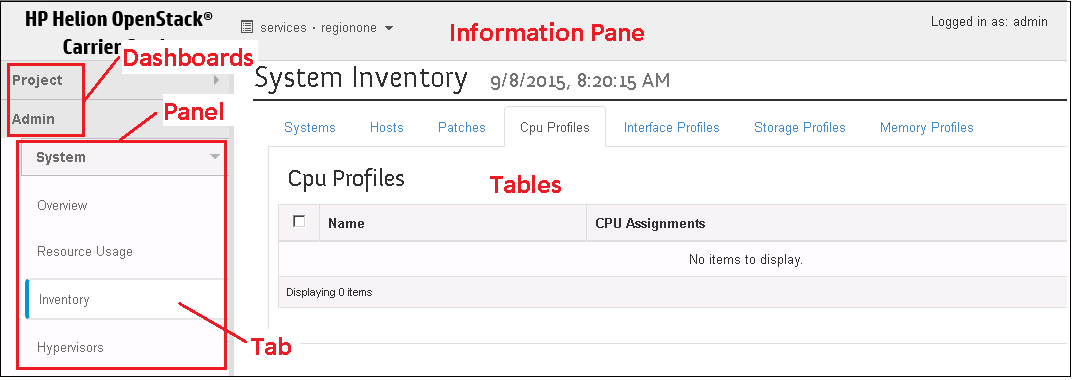 HP Helion OpenStack®
Carrier
services · regionone
Information Pane
Logged in as: admin
Dashboards
Project
Admin
Panel
System
Overview
Resource Usage
Inventory
Hypervisors
Tab
System Inventory 9/8/2015, 8:20:15 AM
Systems Hosts Patches Cpu Profiles Interface Profiles Storage Profiles Memory Profiles
Cpu Profiles
Tables
Name CPU Assignments
No items to display.
Displaying 0 items